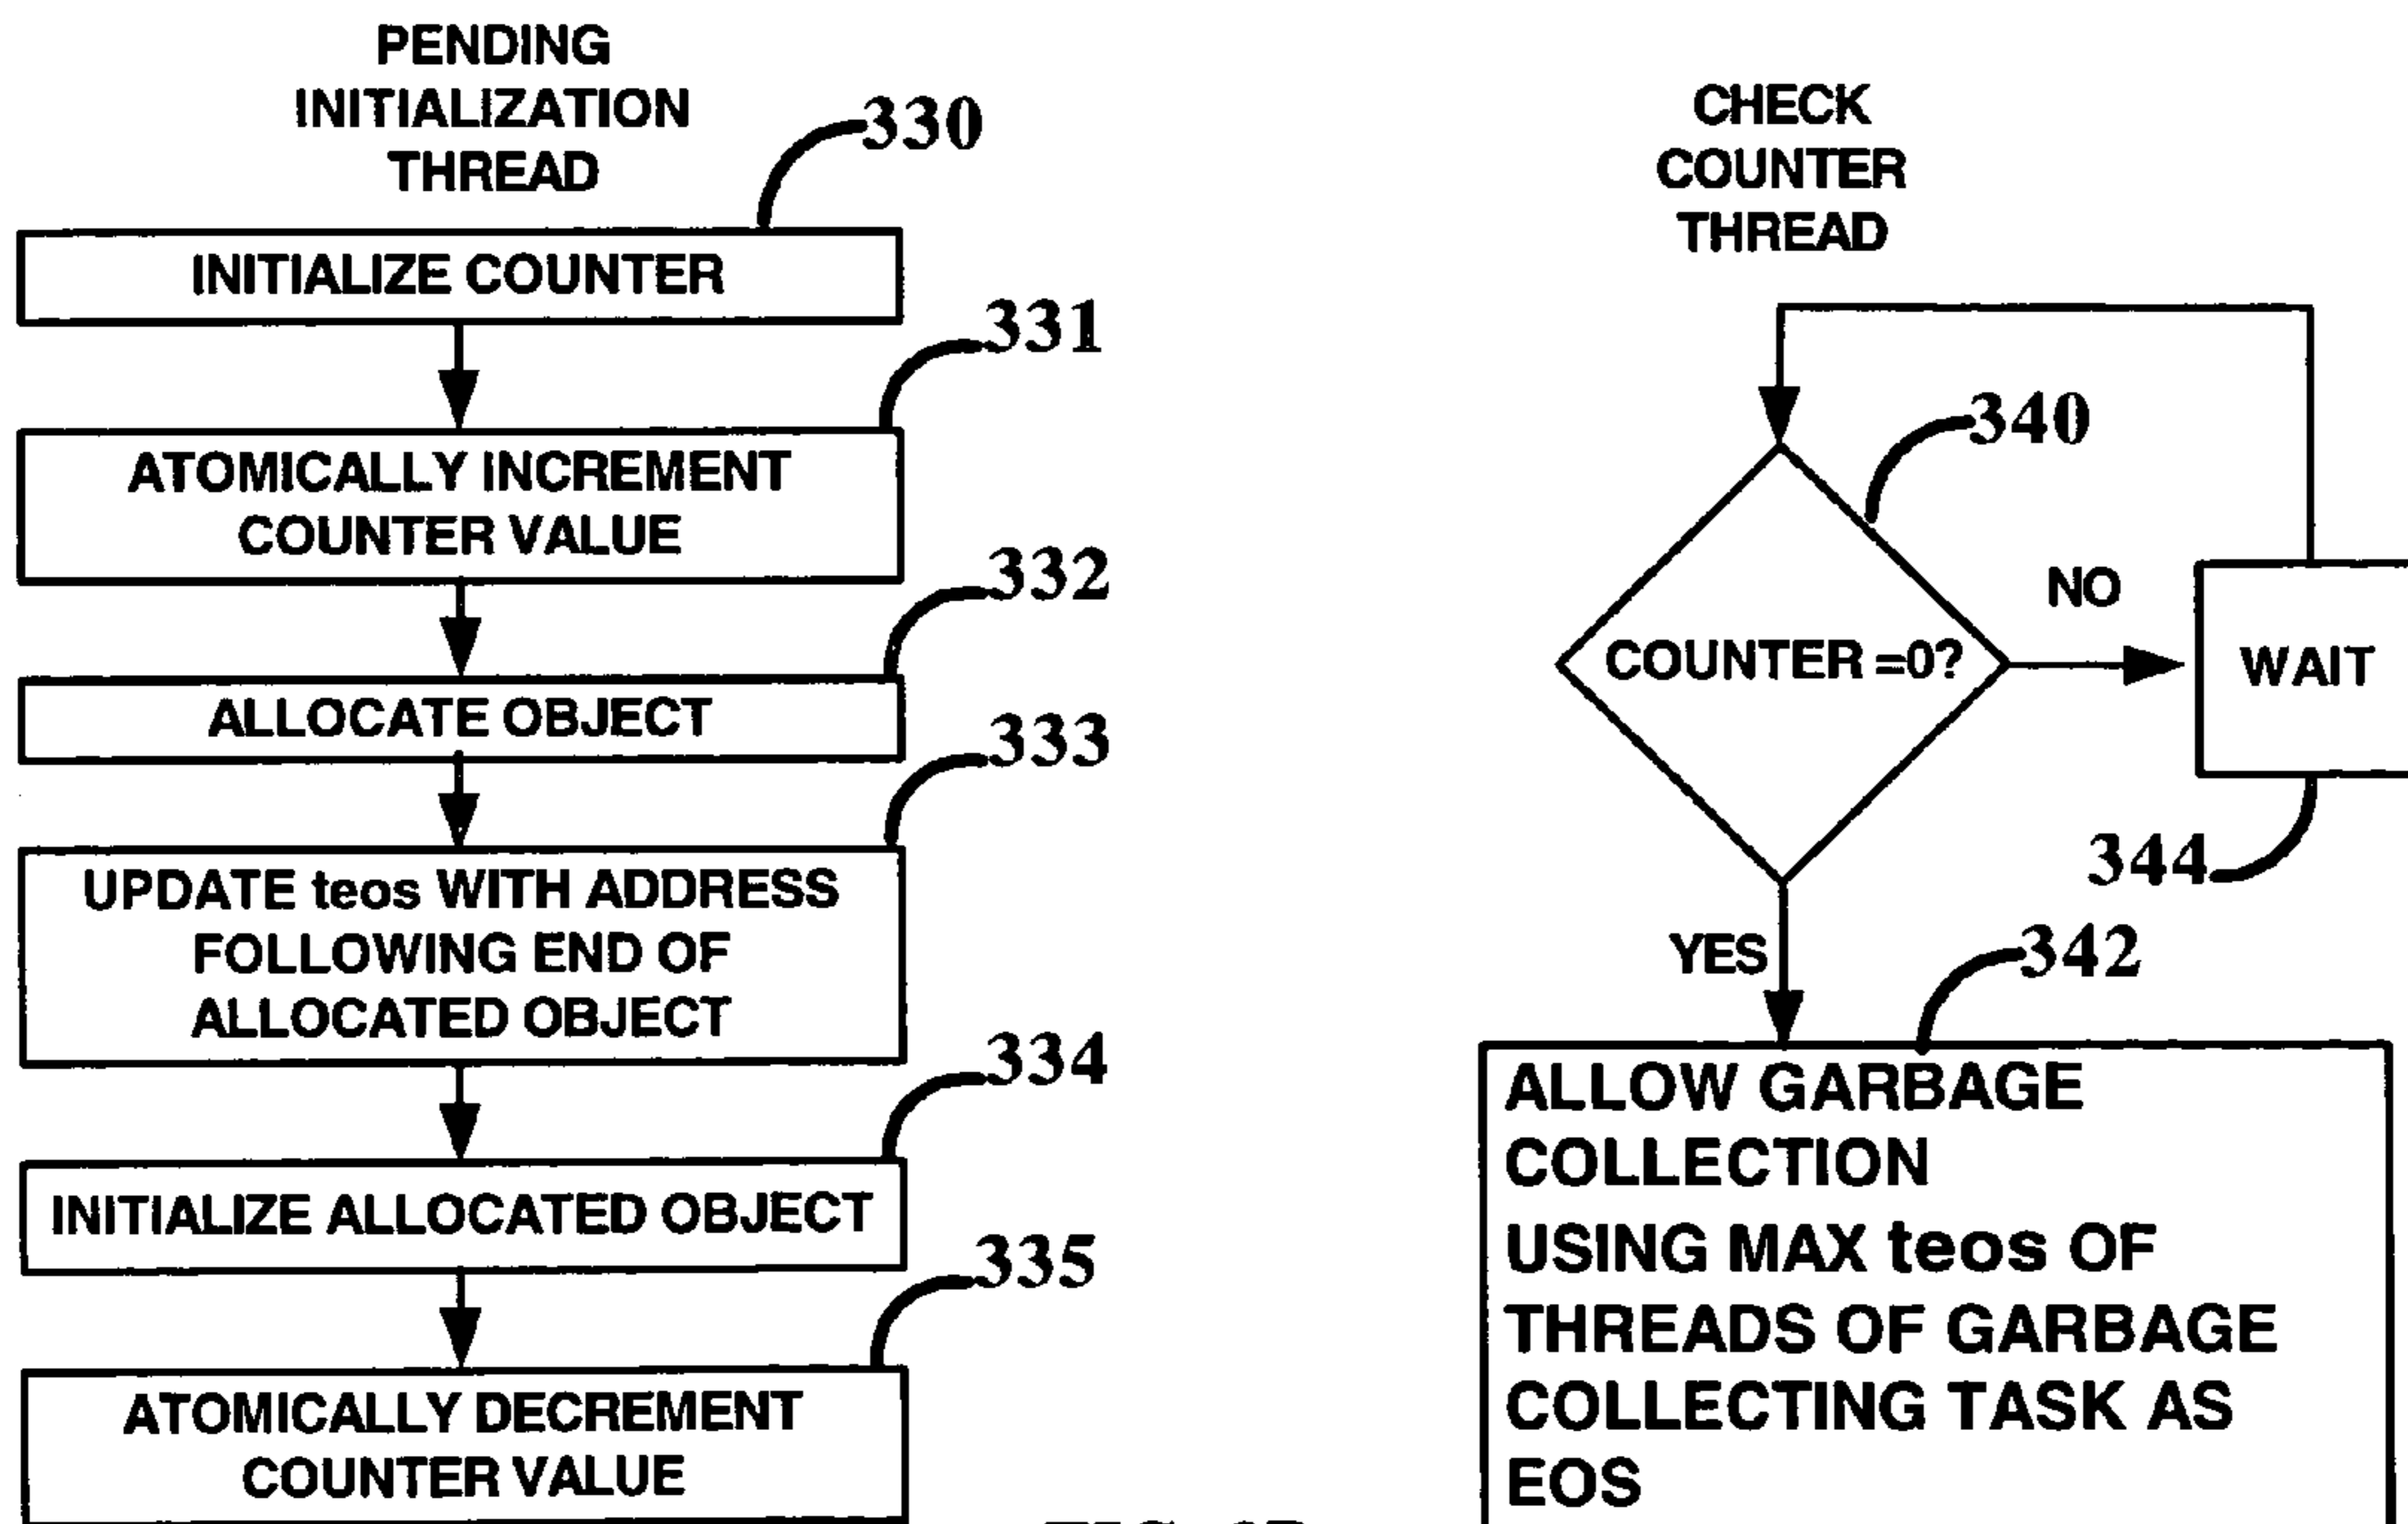 PENDING
INITIALIZATION
THREAD
330
INITIALIZE COUNTER
331
ATOMICALLY INCREMENT
COUNTER VALUE
332
ALLOCATE OBJECT
333
UPDATE teos WITH ADDRESS
FOLLOWING END OF
ALLOCATED OBJECT
334
INITIALIZE ALLOCATED OBJECT
335
ATOMICALLY DECREMENT
COUNTER VALUE
CHECK
COUNTER
THREAD
340
COUNTER =0?
NO
WAIT
344
YES
342
ALLOW GARBAGE
COLLECTION
USING MAX teos OF
THREADS OF GARBAGE
COLLECTING TASK AS
EOS